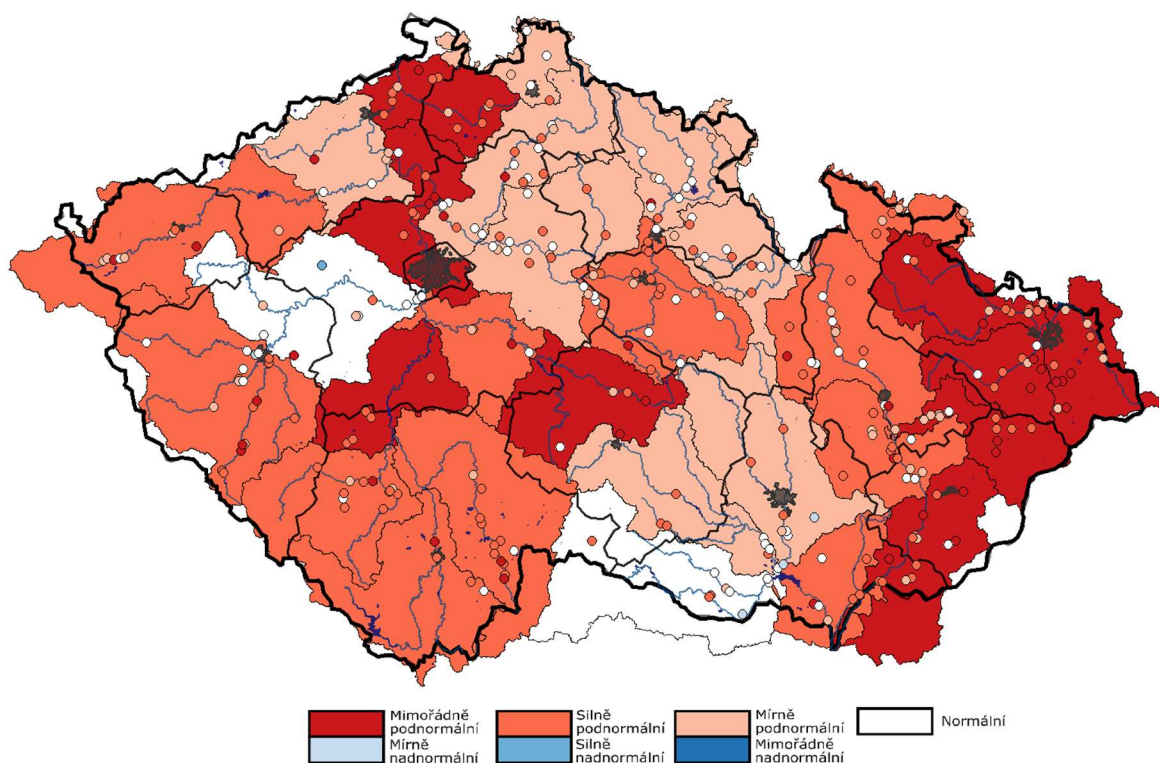 Mimořádně
podnormální
Silně
podnormální
Mírně
podnormální
Normální
Mírně
nadnormální
Silně
nadnormální
Mimořádně
nadnormální